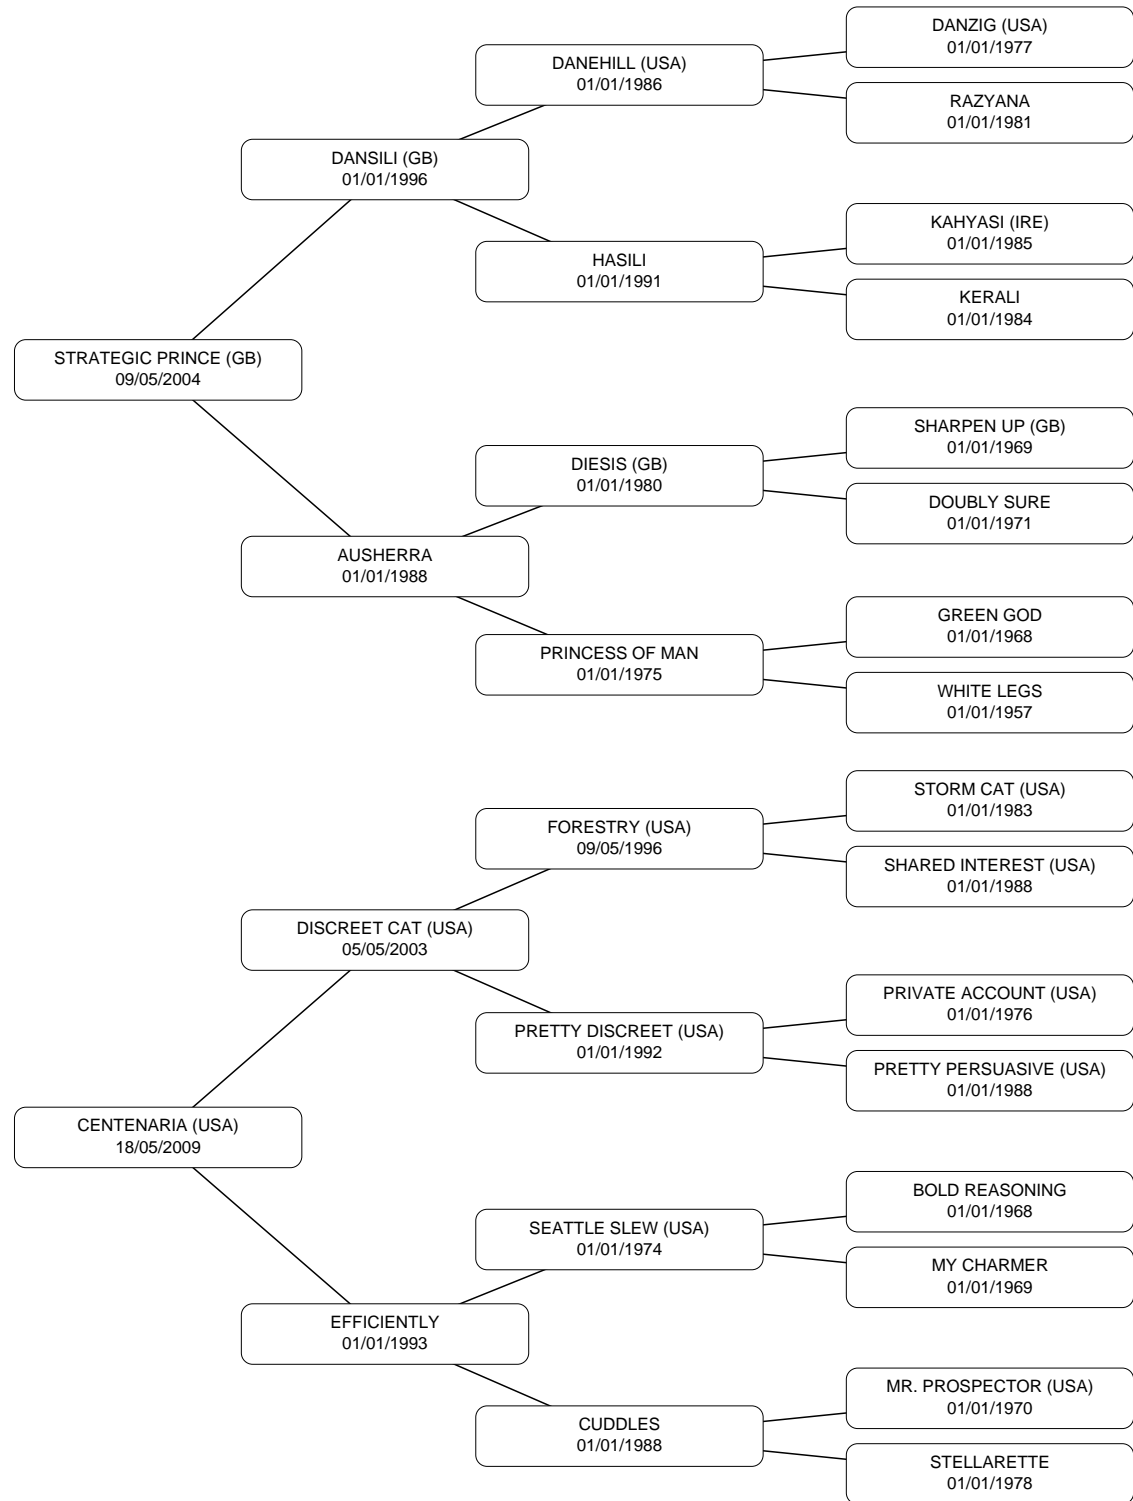 DANZIG (USA)
01/01/1977
DANEHILL (USA)
01/01/1986
RAZYANA
01/01/1981
DANSILI (GB)
01/01/1996
KAHYASI (IRE)
01/01/1985
HASILI
01/01/1991
KERALI
01/01/1984
STRATEGIC PRINCE (GB)
09/05/2004
SHARPEN UP (GB)
01/01/1969
DIESIS (GB)
01/01/1980
DOUBLY SURE
01/01/1971
AUSHERRA
01/01/1988
GREEN GOD
01/01/1968
PRINCESS OF MAN
01/01/1975
WHITE LEGS
01/01/1957
STORM CAT (USA)
01/01/1983
FORESTRY (USA)
09/05/1996
SHARED INTEREST (USA)
01/01/1988
DISCREET CAT (USA)
05/05/2003
PRIVATE ACCOUNT (USA)
01/01/1976
PRETTY DISCREET (USA)
01/01/1992
PRETTY PERSUASIVE (USA)
01/01/1988
CENTENARIA (USA)
18/05/2009
BOLD REASONING
01/01/1968
SEATTLE SLEW (USA)
01/01/1974
MY CHARMER
01/01/1969
EFFICIENTLY
01/01/1993
MR. PROSPECTOR (USA)
01/01/1970
CUDDLES
01/01/1988
STELLARETTE
01/01/1978